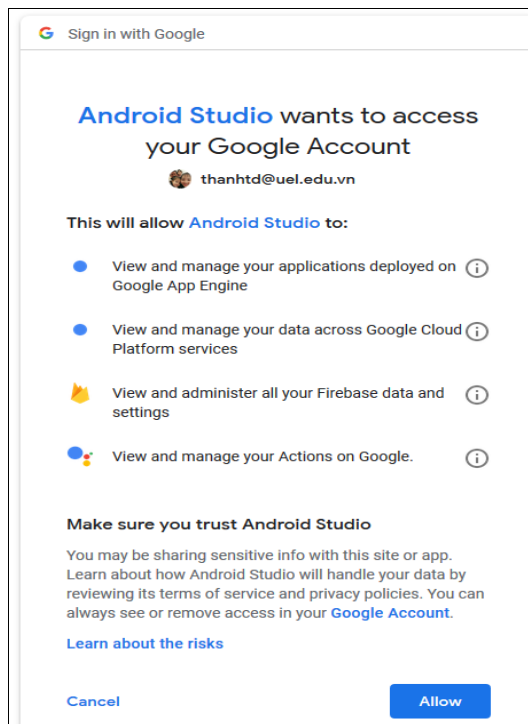 Sign in with Google
Android Studio wants to access
your Google Account
thanhtd@uel.edu.vn
This will allow Android Studio to:
View and manage your applications deployed on
Google App Engine
View and manage your data across Google Cloud
Platform services
View and administer all your Firebase data and
settings
View and manage your Actions on Google.
Make sure you trust Android Studio
You may be sharing sensitive info with this site or app.
Learn about how Android Studio will handle your data by
reviewing its terms of service and privacy policies. You can
always see or remove access in your Google Account.
Learn about the risks
Cancel
Allow